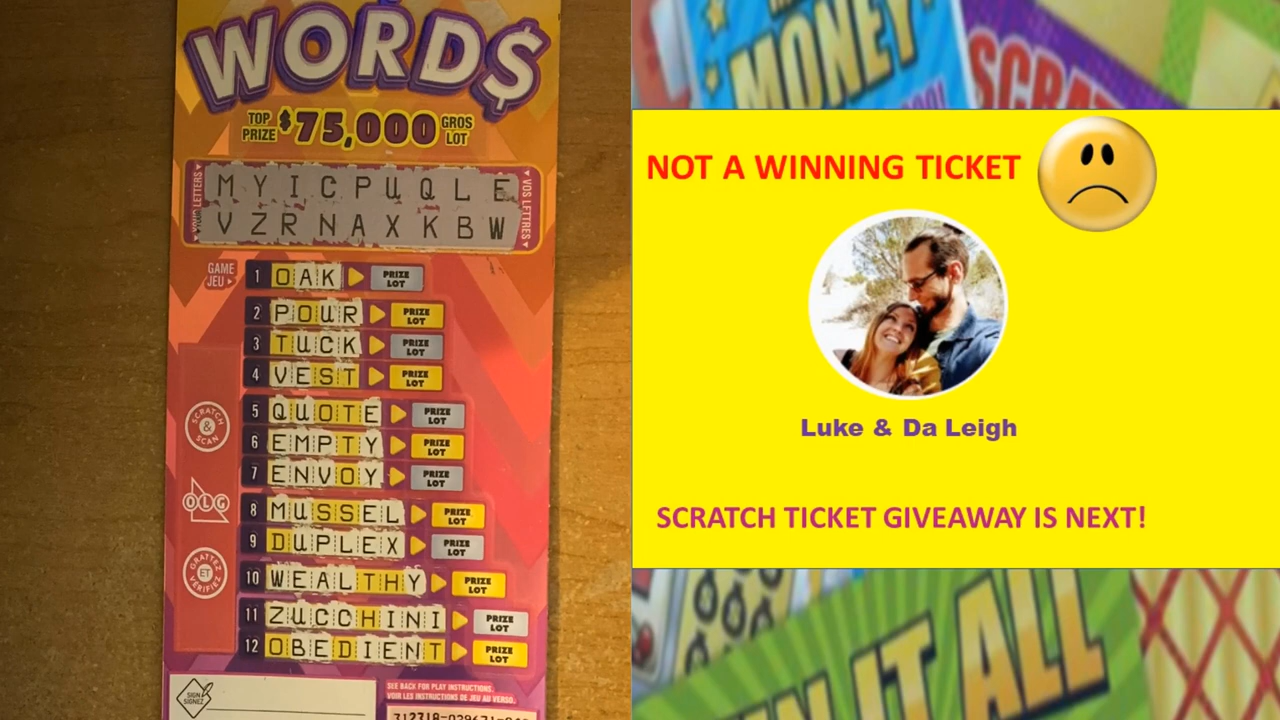 WORD$
TOP PRIZE $75,000 GROS LOT
YOUR LETTERS
M Y I C P U Q L E
V Z R N A X K B W
VOS LETTRES
GAME JEU
1 OAK PRIZE LOT
2 POUR PRIZE LOT
3 TUCK PRIZE LOT
4 VEST PRIZE LOT
5 QUOTE PRIZE LOT
6 EMPTY PRIZE LOT
7 ENVOY PRIZE LOT
8 MUSSEL PRIZE LOT
9 DUPLEX PRIZE LOT
10 WEALTHY PRIZE LOT
11 ZUCCHINI PRIZE LOT
12 OBEDIENT PRIZE LOT
SCRATCH & SCAN
OLG
GRATTEZ ET VÉRIFIEZ
SIGN SIGNEZ
SEE BACK FOR PLAY INSTRUCTIONS.
VOIR LES INSTRUCTIONS DE JEU AU VERSO.
MONEY
SCRAT
NOT A WINNING TICKET
Luke & Da Leigh
SCRATCH TICKET GIVEAWAY IS NEXT!
IN IT ALL